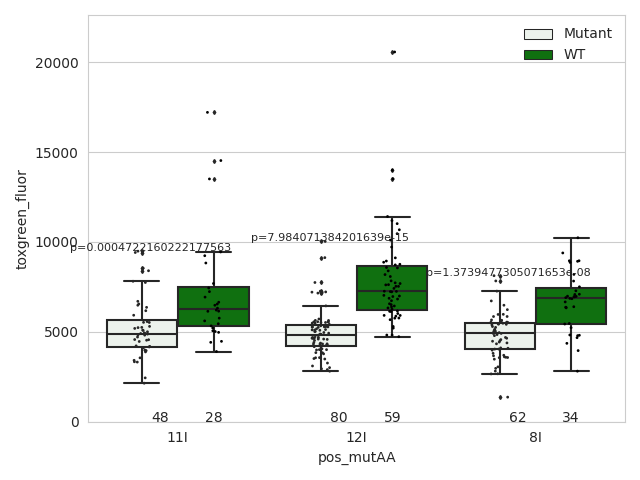 Mutant
WT
20000
15000
10000
5000
0
toxgreen_fluor
p=0.0004722160222177563
p=7.984071384201639e-15
p=1.3739477305071653e-08
48 28 80 59 62 34
11I 12I 8I
pos_mutAA